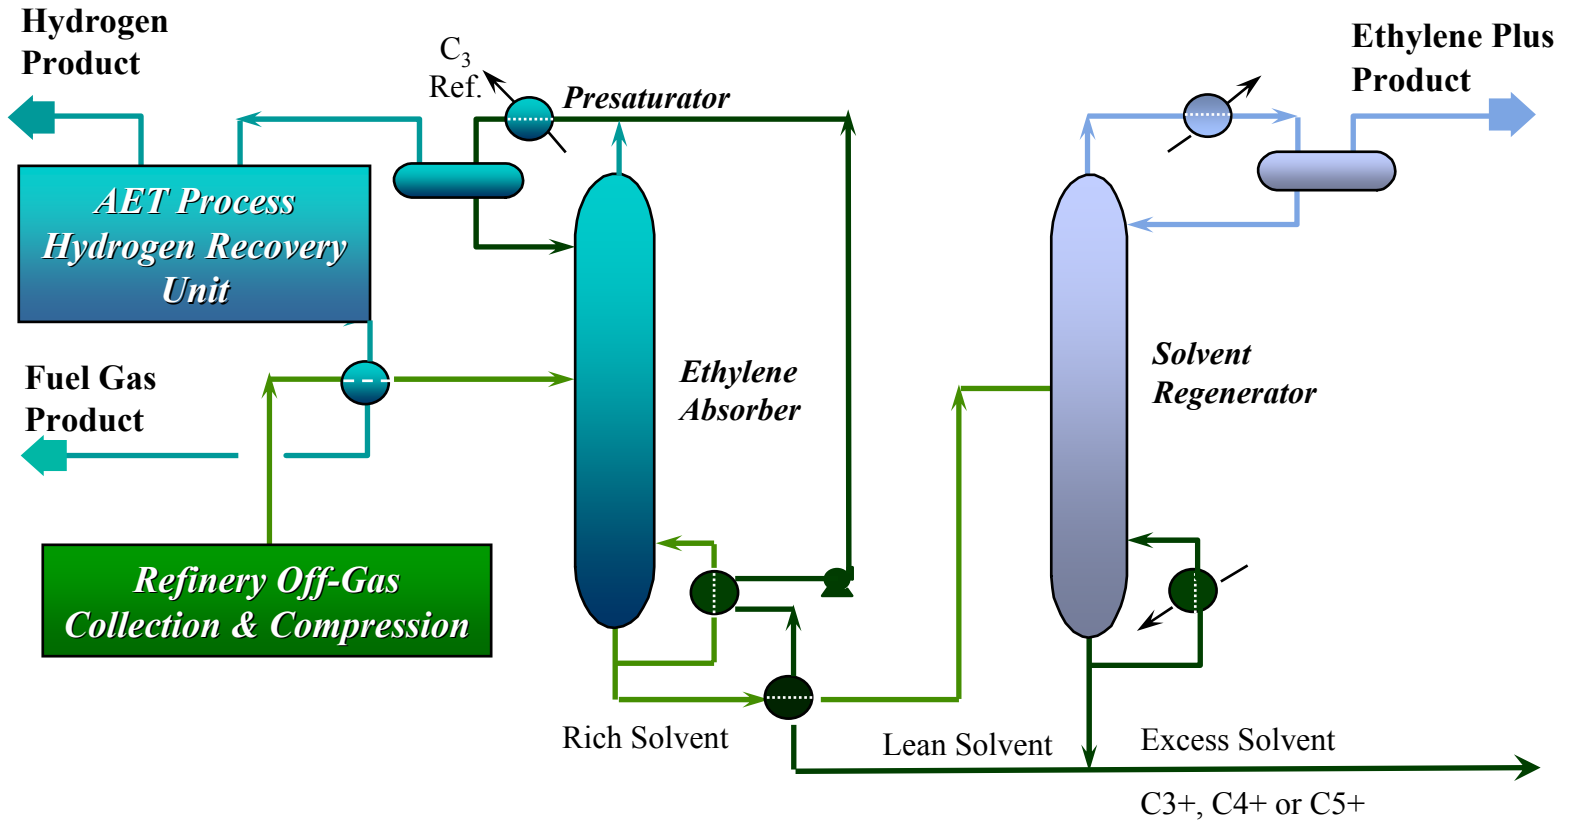 Hydrogen
Product
C3
Ref.
Presaturator
Ethylene Plus
Product
AET Process
Hydrogen Recovery
Unit
Fuel Gas
Product
Ethylene
Absorber
Solvent
Regenerator
Refinery Off-Gas
Collection & Compression
Rich Solvent
Lean Solvent
Excess Solvent
C3+, C4+ or C5+